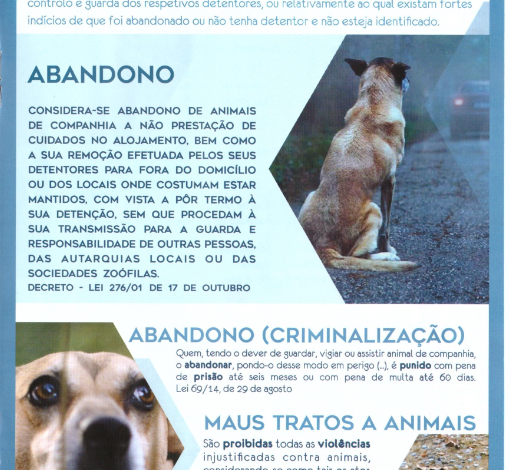 controlo e guarda dos respetivos detentores, ou relativamente ao qual existam fortes
indícios de que foi abandonado ou não tenha detentor e não esteja identificado.
ABANDONO
CONSIDERA-SE ABANDONO DE ANIMAIS
DE COMPANHIA A NÃO PRESTAÇÃO DE
CUIDADOS NO ALOJAMENTO, BEM COMO
A SUA REMOÇÃO EFETUADA PELOS SEUS
DETENTORES PARA FORA DO DOMICÍLIO
OU DOS LOCAIS ONDE COSTUMAM ESTAR
MANTIDOS, COM VISTA A PÔR TERMO À
SUA DETENÇÃO, SEM QUE PROCEDAM À
SUA TRANSMISSÃO PARA A GUARDA E
RESPONSABILIDADE DE OUTRAS PESSOAS,
DAS AUTARQUIAS LOCAIS OU DAS
SOCIEDADES ZOÓFILAS.
DECRETO - LEI 276/01 DE 17 DE OUTUBRO
ABANDONO (CRIMINALIZAÇÃO)
Quem, tendo o dever de guardar, vigiar ou assistir animal de companhia,
o abandonar, pondo-o desse modo em perigo (...), é punido com pena
de prisão até seis meses ou com pena de multa até 60 dias.
Lei 69/14, de 29 de agosto
MAUS TRATOS A ANIMAIS
São proibidas todas as violências
injustificadas contra animais,
considerando-se como tais os atos